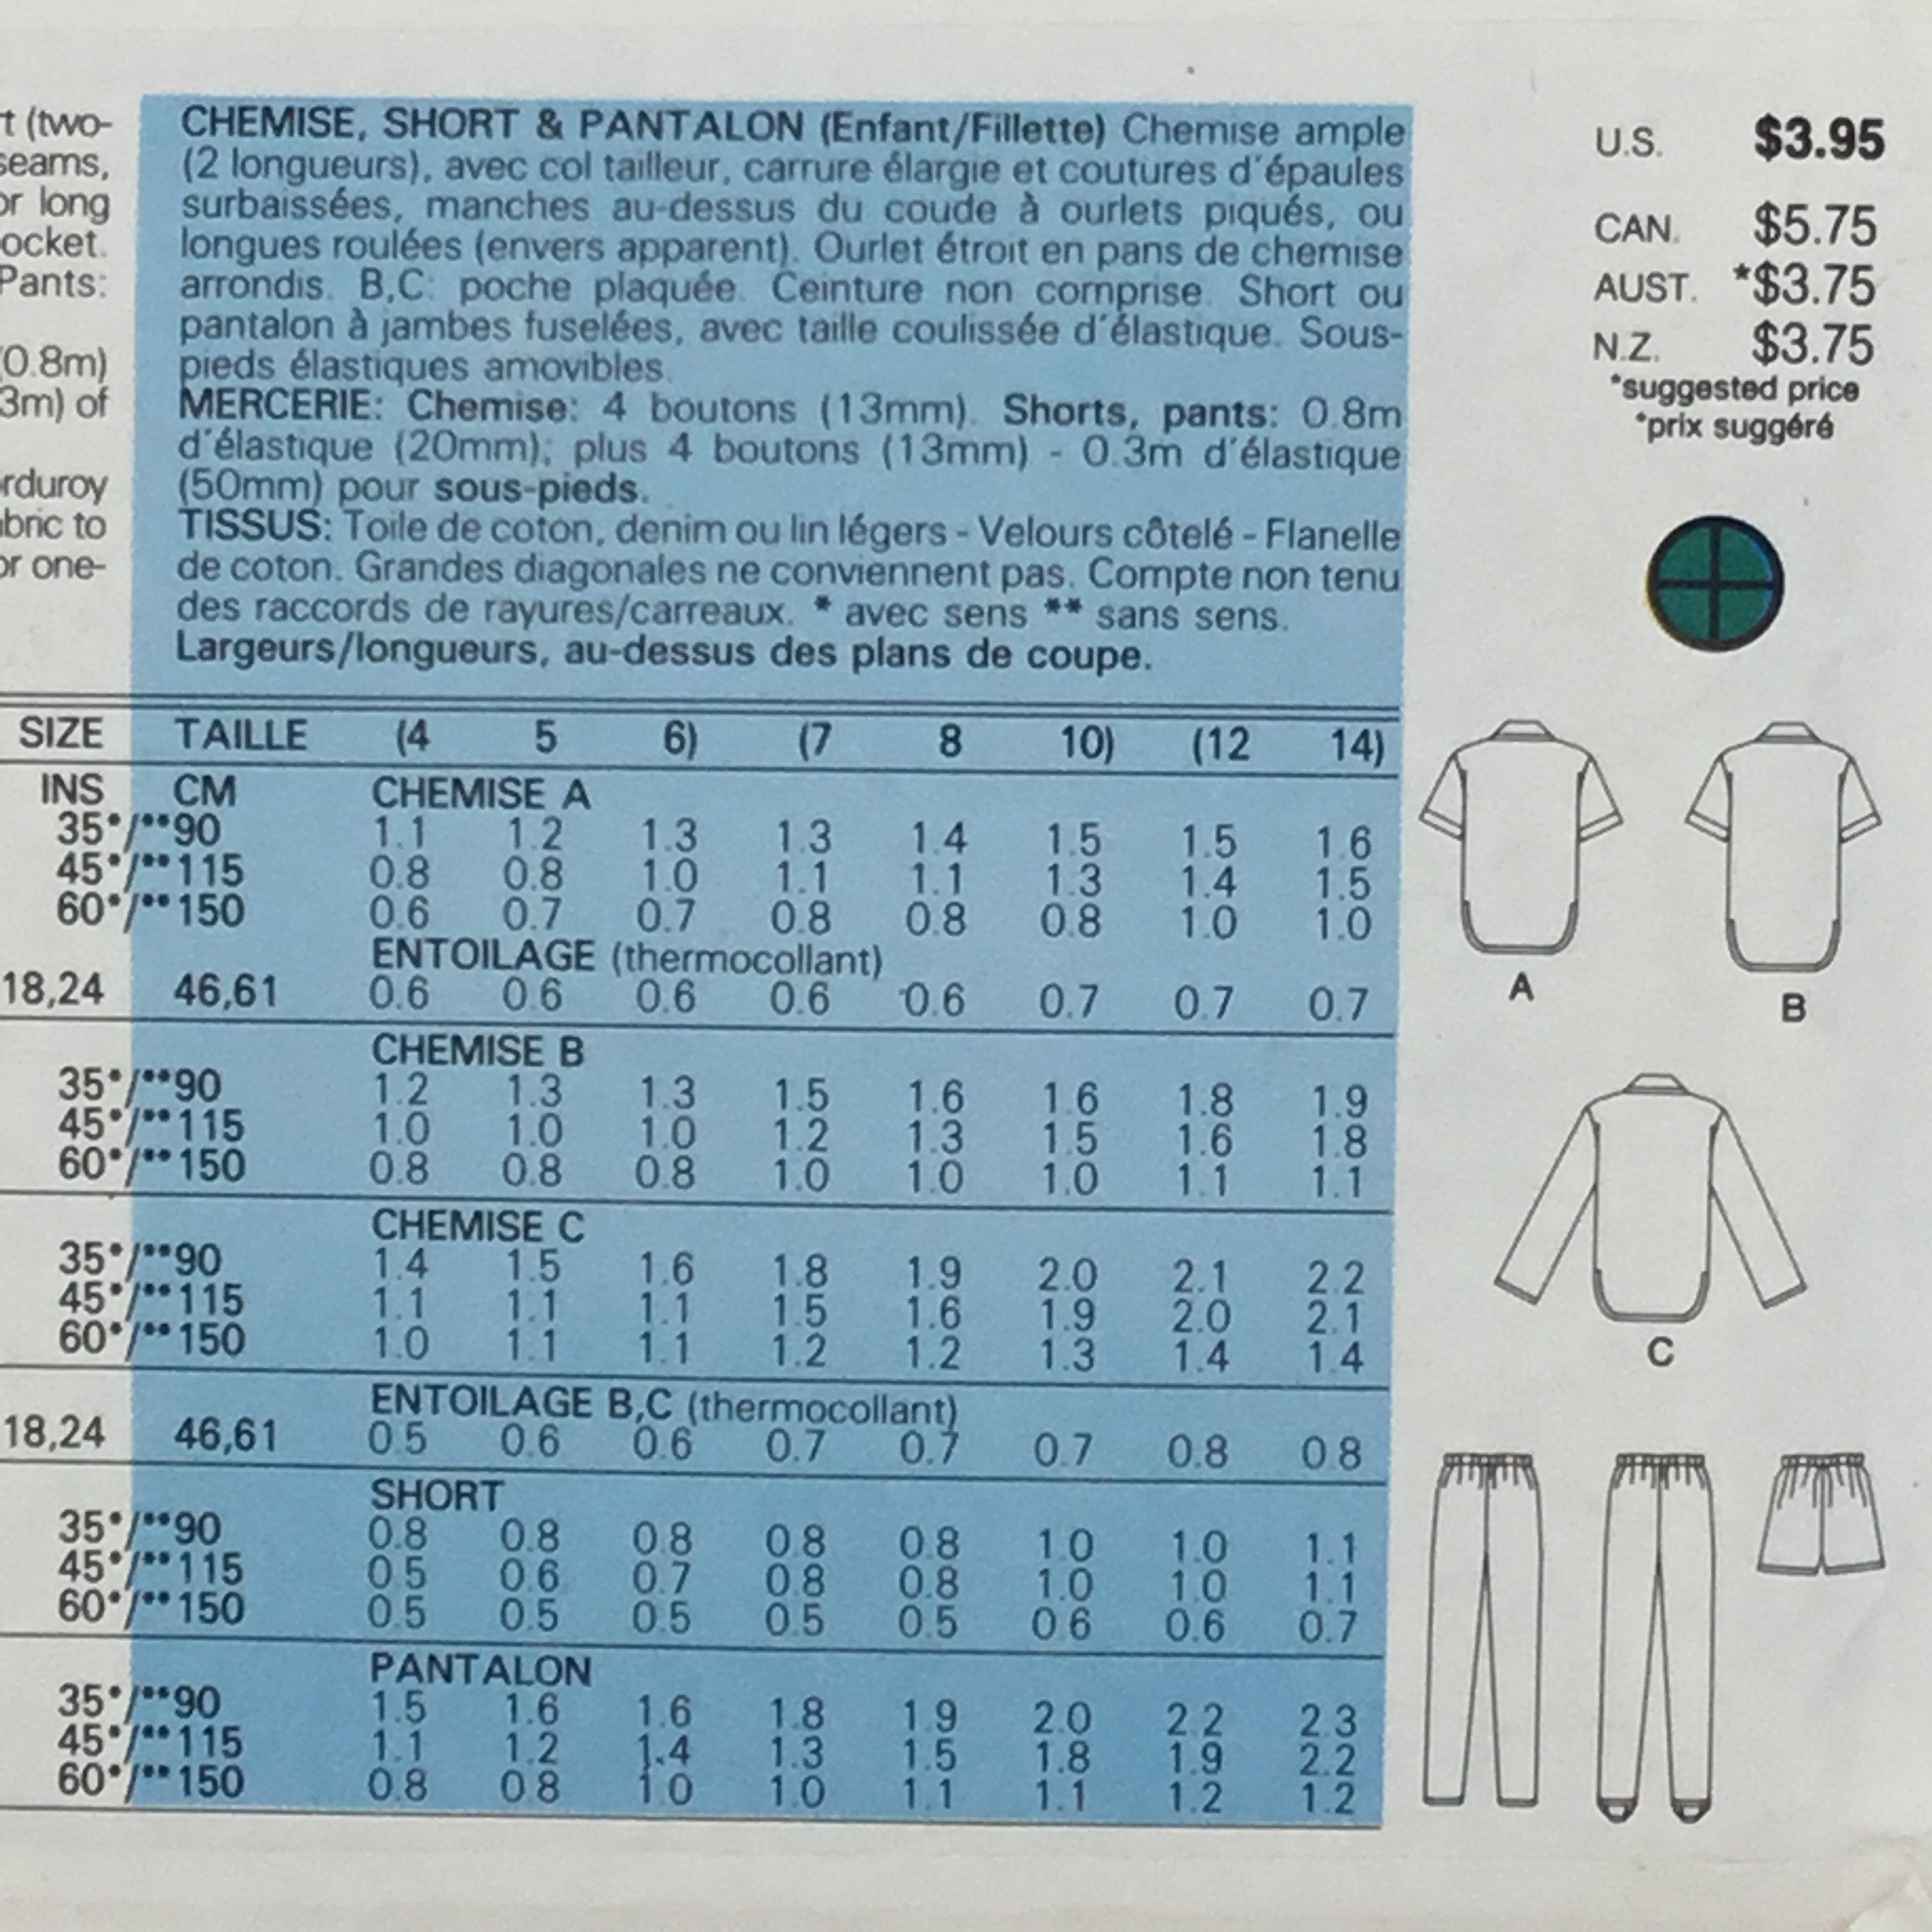 t (two-
seams,
or long
ocket.
Pants:
(0.8m)
3m) of
rduroy
bric to
or one-
CHEMISE, SHORT & PANTALON (Enfant/Fillette) Chemise ample
(2 longueurs), avec col tailleur, carrure élargie et coutures d'épaules
surbaissées, manches au-dessus du coude à ourlets piqués, ou
longues roulées (envers apparent). Ourlet étroit en pans de chemise
arrondis. B,C: poche plaquée. Ceinture non comprise. Short ou
pantalon à jambes fuselées, avec taille coulissée d'élastique. Sous-
pieds élastiques amovibles.
MERCERIE: Chemise: 4 boutons (13mm). Shorts, pants: 0.8m
d'élastique (20mm); plus 4 boutons (13mm) - 0.3m d'élastique
(50mm) pour sous-pieds.
TISSUS: Toile de coton, denim ou lin légers - Velours côtelé - Flanelle
de coton. Grandes diagonales ne conviennent pas. Compte non tenu
des raccords de rayures/carreaux. * avec sens ** sans sens.
Largeurs/longueurs, au-dessus des plans de coupe.
U.S. $3.95
CAN. $5.75
AUST. *$3.75
N.Z. $3.75
*suggested price
*prix suggéré
SIZE TAILLE (4 5 6) (7 8 10) (12 14)
INS CM CHEMISE A
35*/**90 1.1 1.2 1.3 1.3 1.4 1.5 1.5 1.6
45*/**115 0.8 0.8 1.0 1.1 1.1 1.3 1.4 1.5
60*/**150 0.6 0.7 0.7 0.8 0.8 0.8 1.0 1.0
ENTOILAGE (thermocollant)
18,24 46,61 0.6 0.6 0.6 0.6 0.6 0.7 0.7 0.7
CHEMISE B
35*/**90 1.2 1.3 1.3 1.5 1.6 1.6 1.8 1.9
45*/**115 1.0 1.0 1.0 1.2 1.3 1.5 1.6 1.8
60*/**150 0.8 0.8 0.8 1.0 1.0 1.0 1.1 1.1
CHEMISE C
35*/**90 1.4 1.5 1.6 1.8 1.9 2.0 2.1 2.2
45*/**115 1.1 1.1 1.1 1.5 1.6 1.9 2.0 2.1
60*/**150 1.0 1.1 1.1 1.2 1.2 1.3 1.4 1.4
ENTOILAGE B,C (thermocollant)
18,24 46,61 0.5 0.6 0.6 0.7 0.7 0.7 0.8 0.8
SHORT
35*/**90 0.8 0.8 0.8 0.8 0.8 1.0 1.0 1.1
45*/**115 0.5 0.6 0.7 0.8 0.8 1.0 1.0 1.1
60*/**150 0.5 0.5 0.5 0.5 0.5 0.6 0.6 0.7
PANTALON
35*/**90 1.5 1.6 1.6 1.8 1.9 2.0 2.2 2.3
45*/**115 1.1 1.2 1.4 1.3 1.5 1.8 1.9 2.2
60*/**150 0.8 0.8 1.0 1.0 1.1 1.1 1.2 1.2
A
B
C